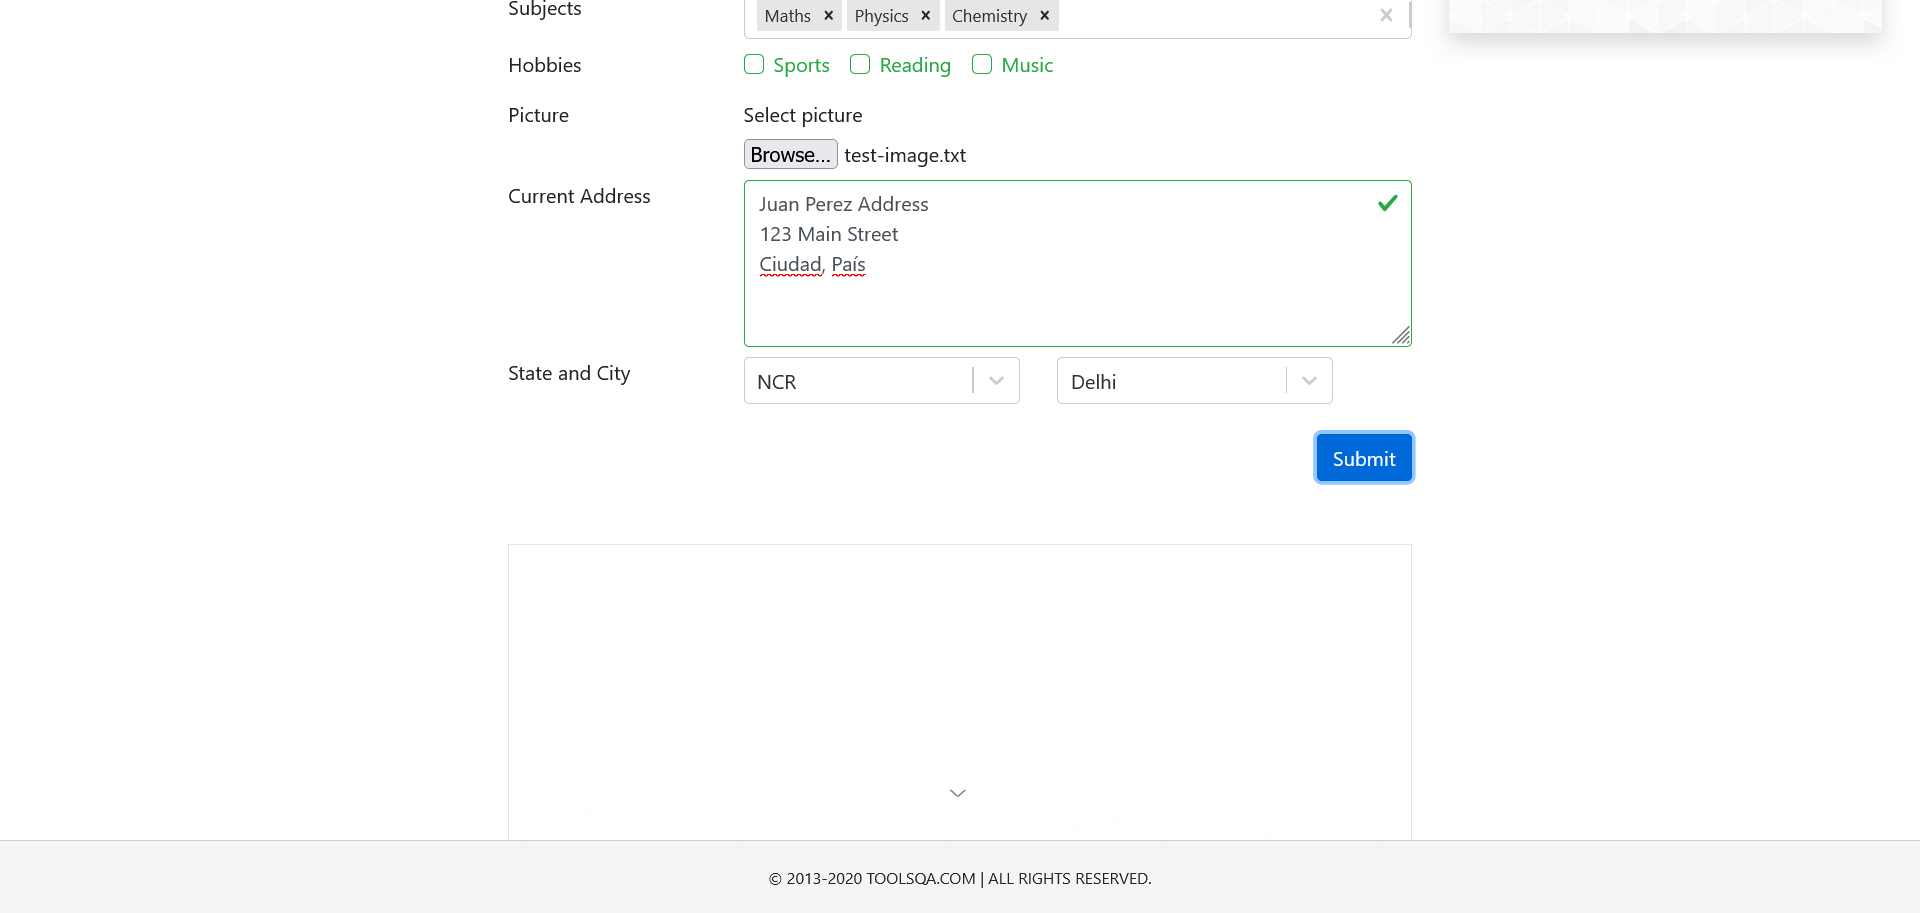 Subjects
Maths × Physics × Chemistry ×
Hobbies
Sports Reading Music
Picture
Select picture
Browse... test-image.txt
Current Address
Juan Perez Address
123 Main Street
Ciudad, País
State and City
NCR Delhi
Submit
© 2013-2020 TOOLSQA.COM | ALL RIGHTS RESERVED.